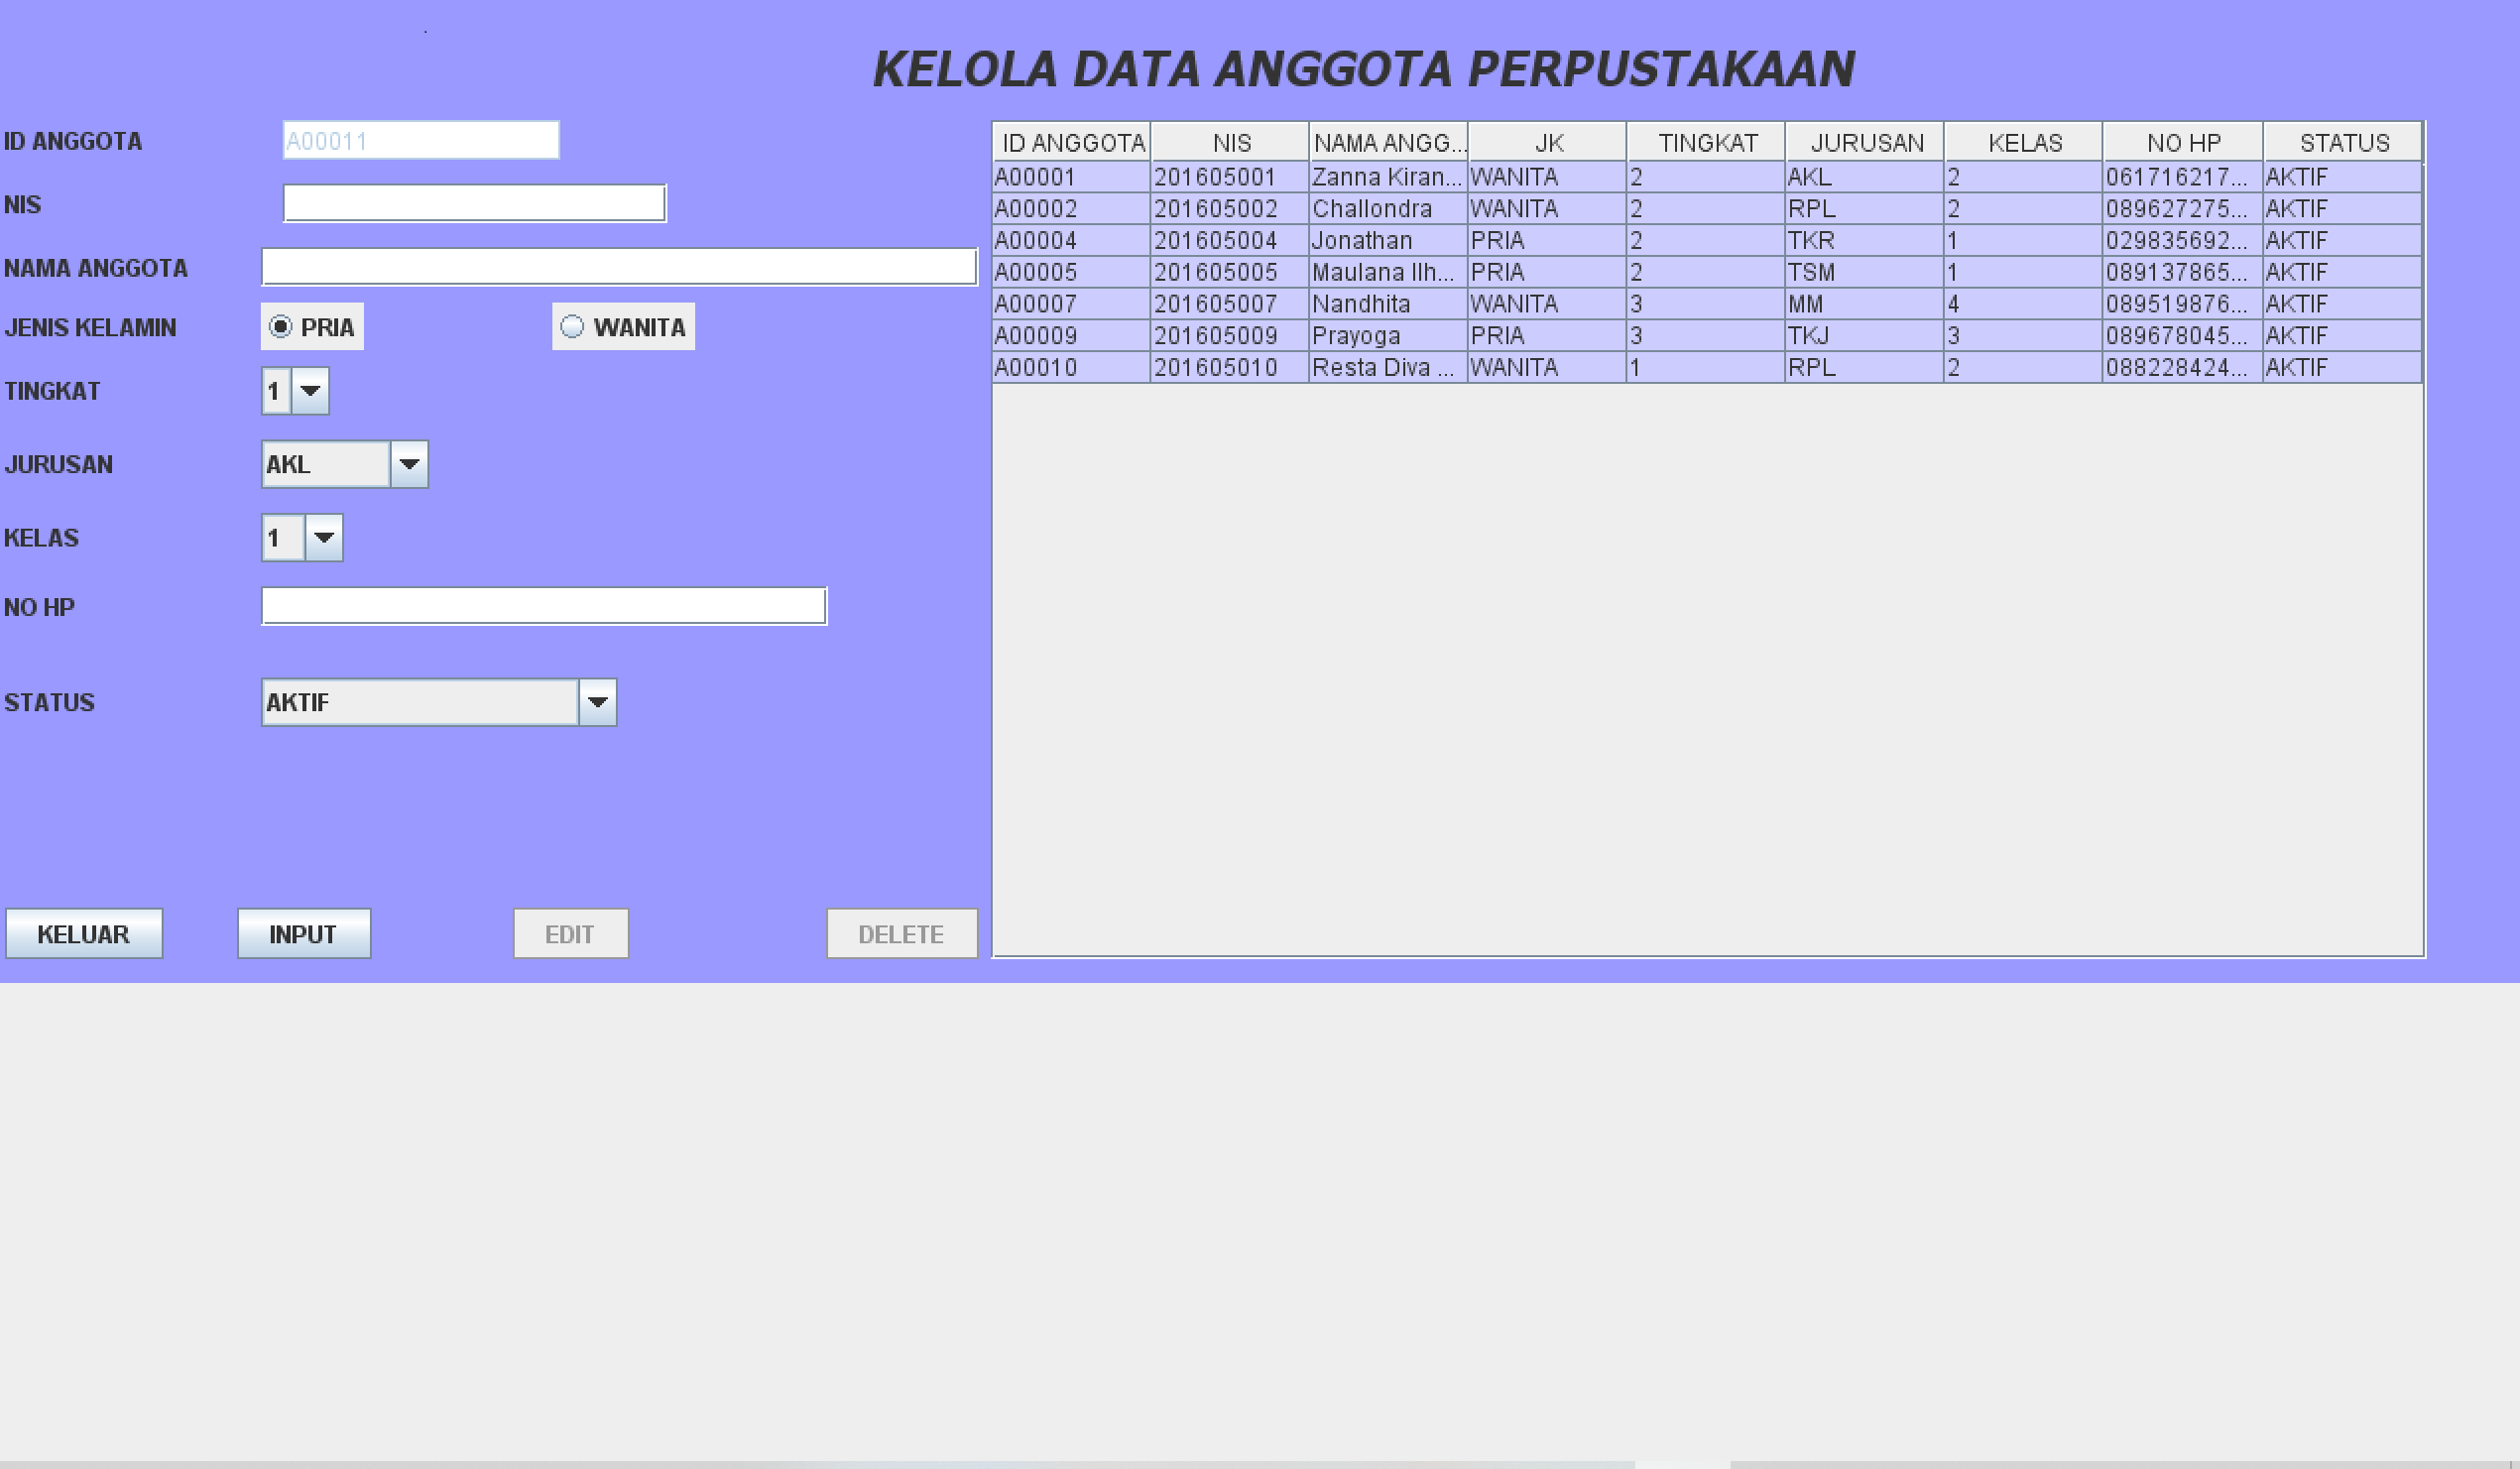 KELOLA DATA ANGGOTA PERPUSTAKAAN
ID ANGGOTA A00011
NIS
NAMA ANGGOTA
JENIS KELAMIN PRIA WANITA
TINGKAT 1
JURUSAN AKL
KELAS 1
NO HP
STATUS AKTIF
KELUAR INPUT EDIT DELETE
ID ANGGOTA NIS NAMA ANGG... JK TINGKAT JURUSAN KELAS NO HP STATUS
A00001 201605001 Zanna Kiran... WANITA 2 AKL 2 061716217... AKTIF
A00002 201605002 Challondra WANITA 2 RPL 2 089627275... AKTIF
A00004 201605004 Jonathan PRIA 2 TKR 1 029835692... AKTIF
A00005 201605005 Maulana Ilh... PRIA 2 TSM 1 089137865... AKTIF
A00007 201605007 Nandhita WANITA 3 MM 4 089519876... AKTIF
A00009 201605009 Prayoga PRIA 3 TKJ 3 089678045... AKTIF
A00010 201605010 Resta Diva ... WANITA 1 RPL 2 088228424... AKTIF